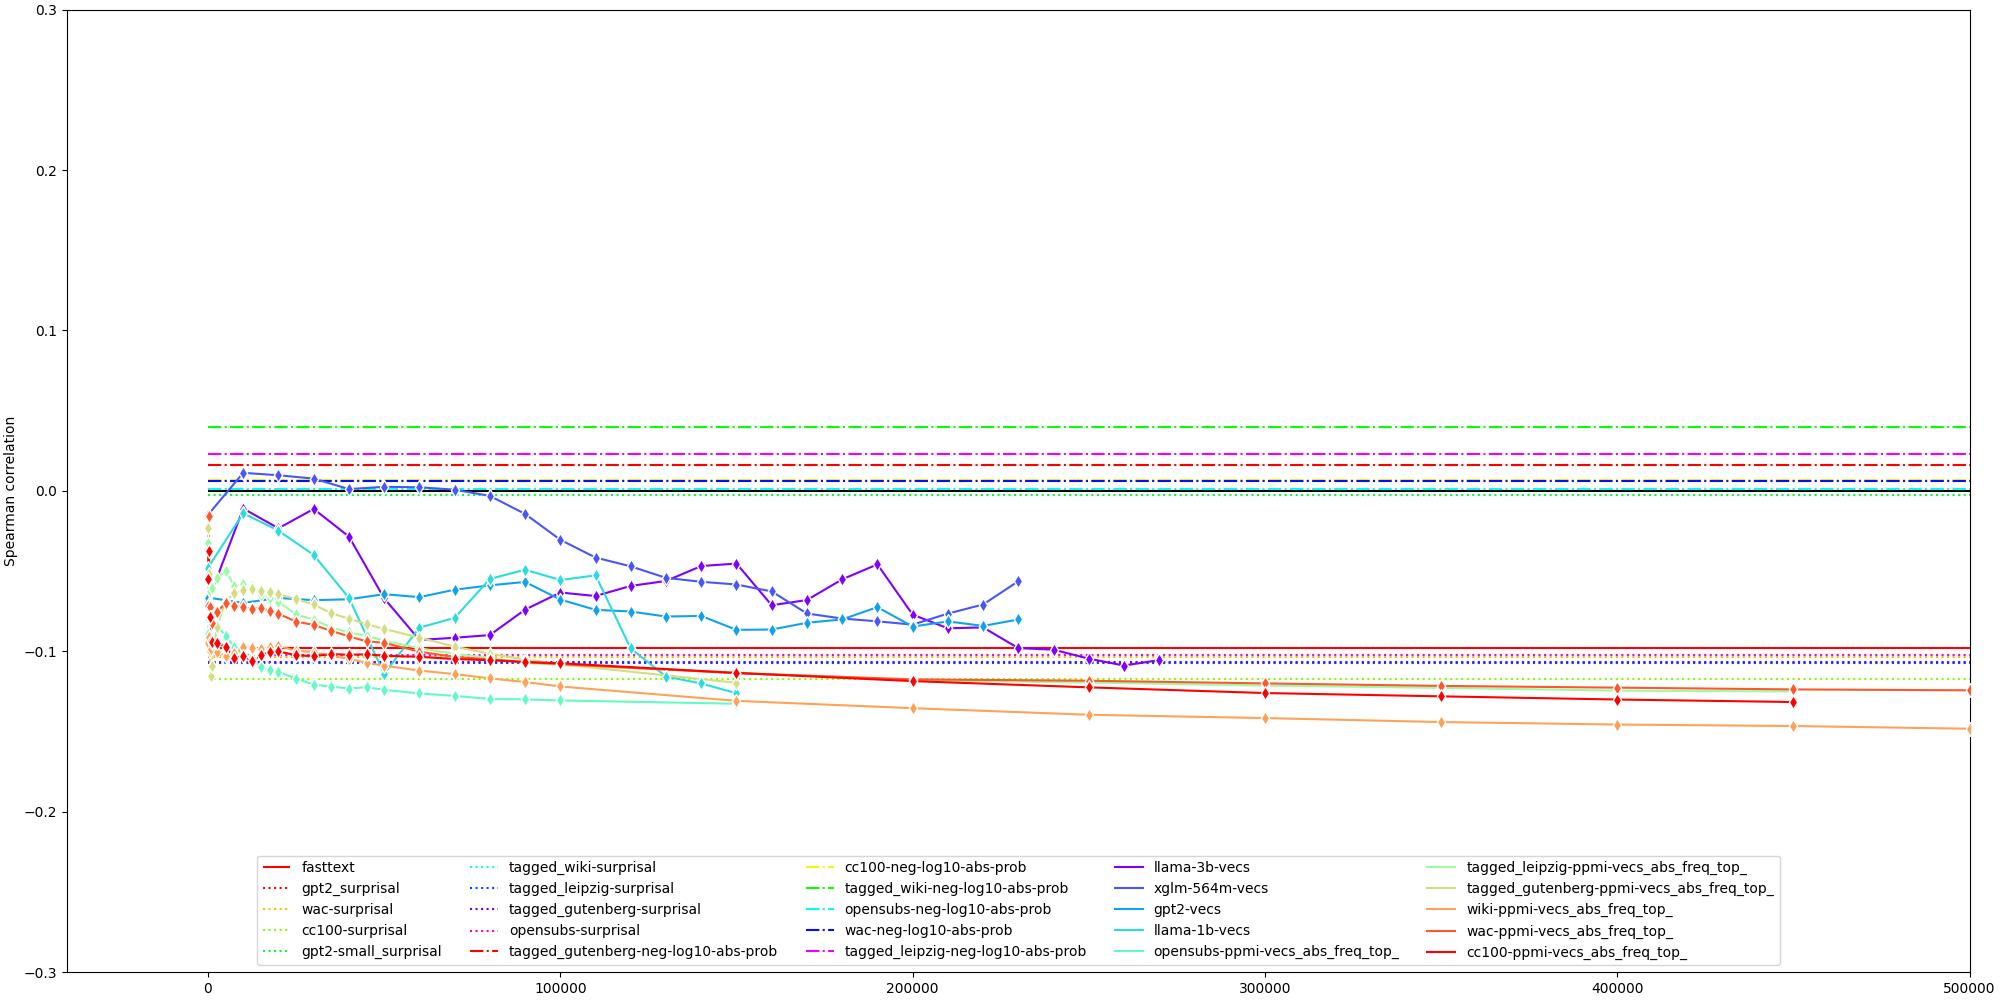 0.3
0.2
0.1
0.0
−0.1
−0.2
−0.3
Spearman correlation
fasttext
gpt2_surprisal
wac-surprisal
cc100-surprisal
gpt2-small_surprisal
tagged_wiki-surprisal
tagged_leipzig-surprisal
tagged_gutenberg-surprisal
opensubs-surprisal
tagged_gutenberg-neg-log10-abs-prob
cc100-neg-log10-abs-prob
tagged_wiki-neg-log10-abs-prob
opensubs-neg-log10-abs-prob
wac-neg-log10-abs-prob
tagged_leipzig-neg-log10-abs-prob
llama-3b-vecs
xglm-564m-vecs
gpt2-vecs
llama-1b-vecs
opensubs-ppmi-vecs_abs_freq_top_
tagged_leipzig-ppmi-vecs_abs_freq_top_
tagged_gutenberg-ppmi-vecs_abs_freq_top_
wiki-ppmi-vecs_abs_freq_top_
wac-ppmi-vecs_abs_freq_top_
cc100-ppmi-vecs_abs_freq_top_
0
100000
200000
300000
400000
500000